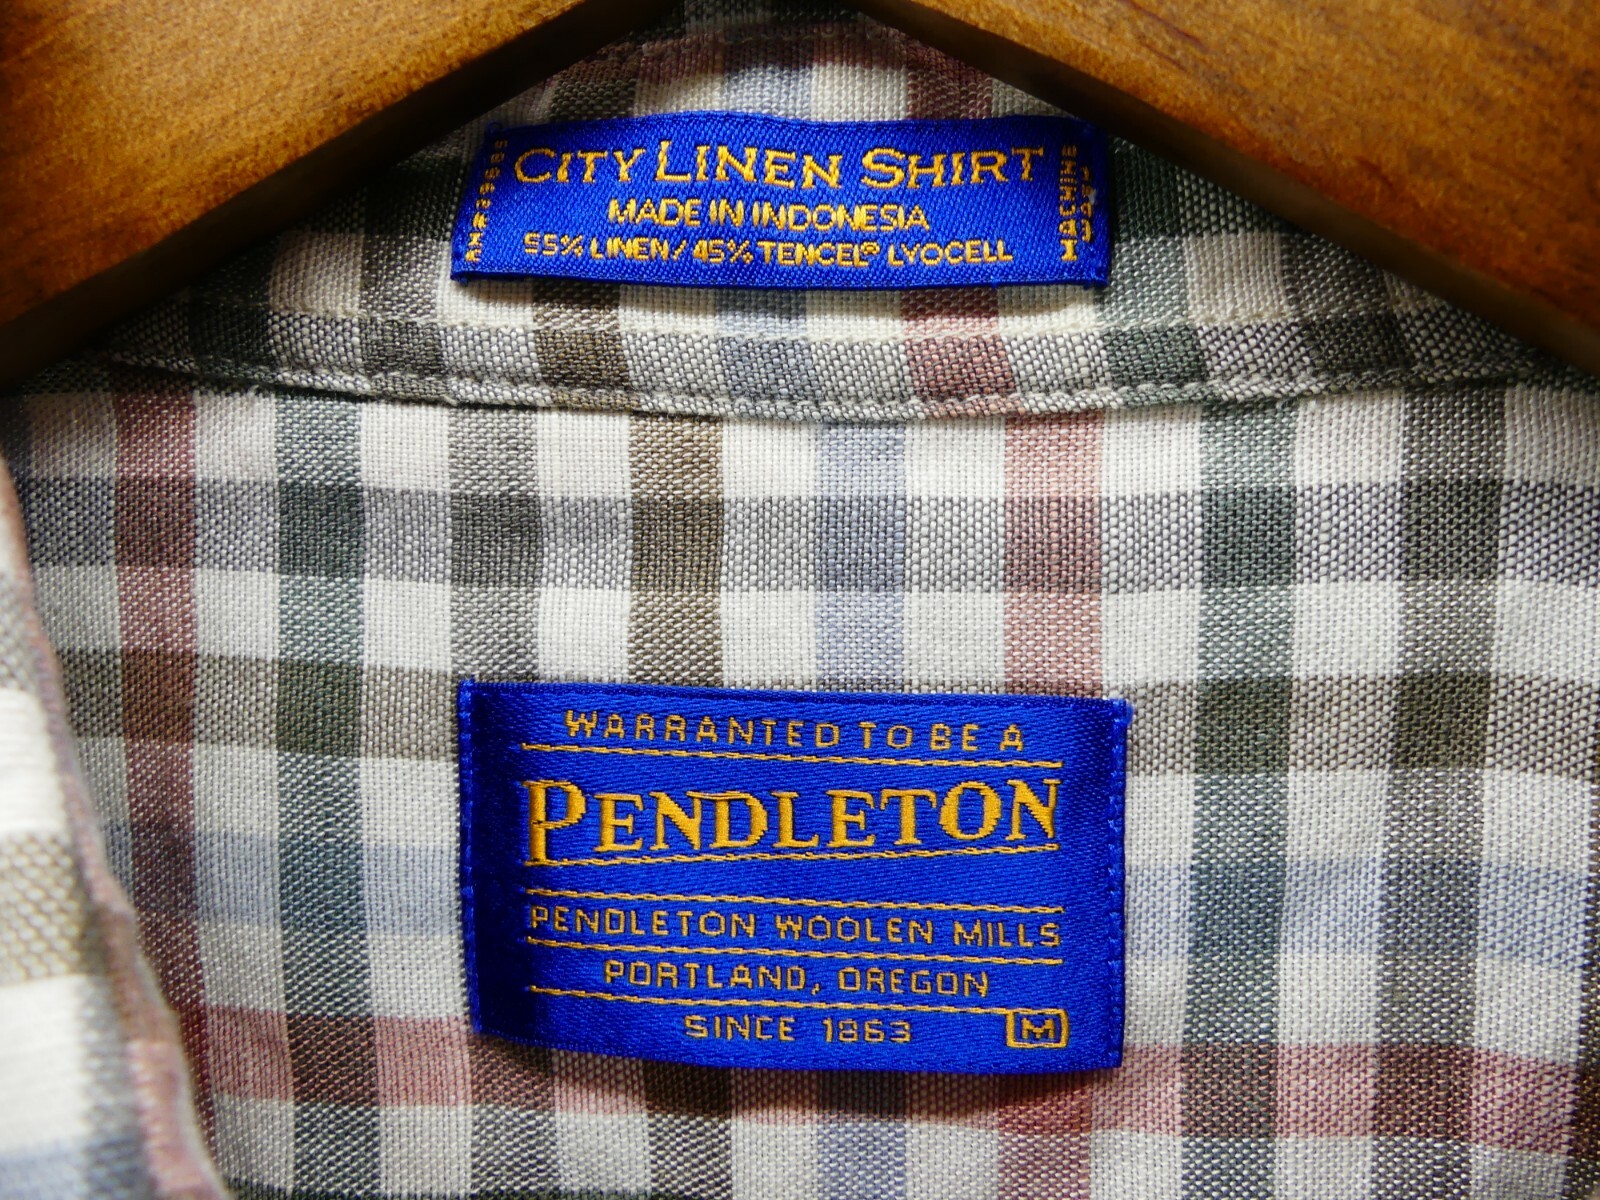 CITY LINEN SHIRT
MADE IN INDONESIA
55% LINEN / 45% TENCEL® LYOCELL
MACHINE
WARRANTED TO BE A
PENDLETON
PENDLETON WOOLEN MILLS
PORTLAND, OREGON
SINCE 1863
M